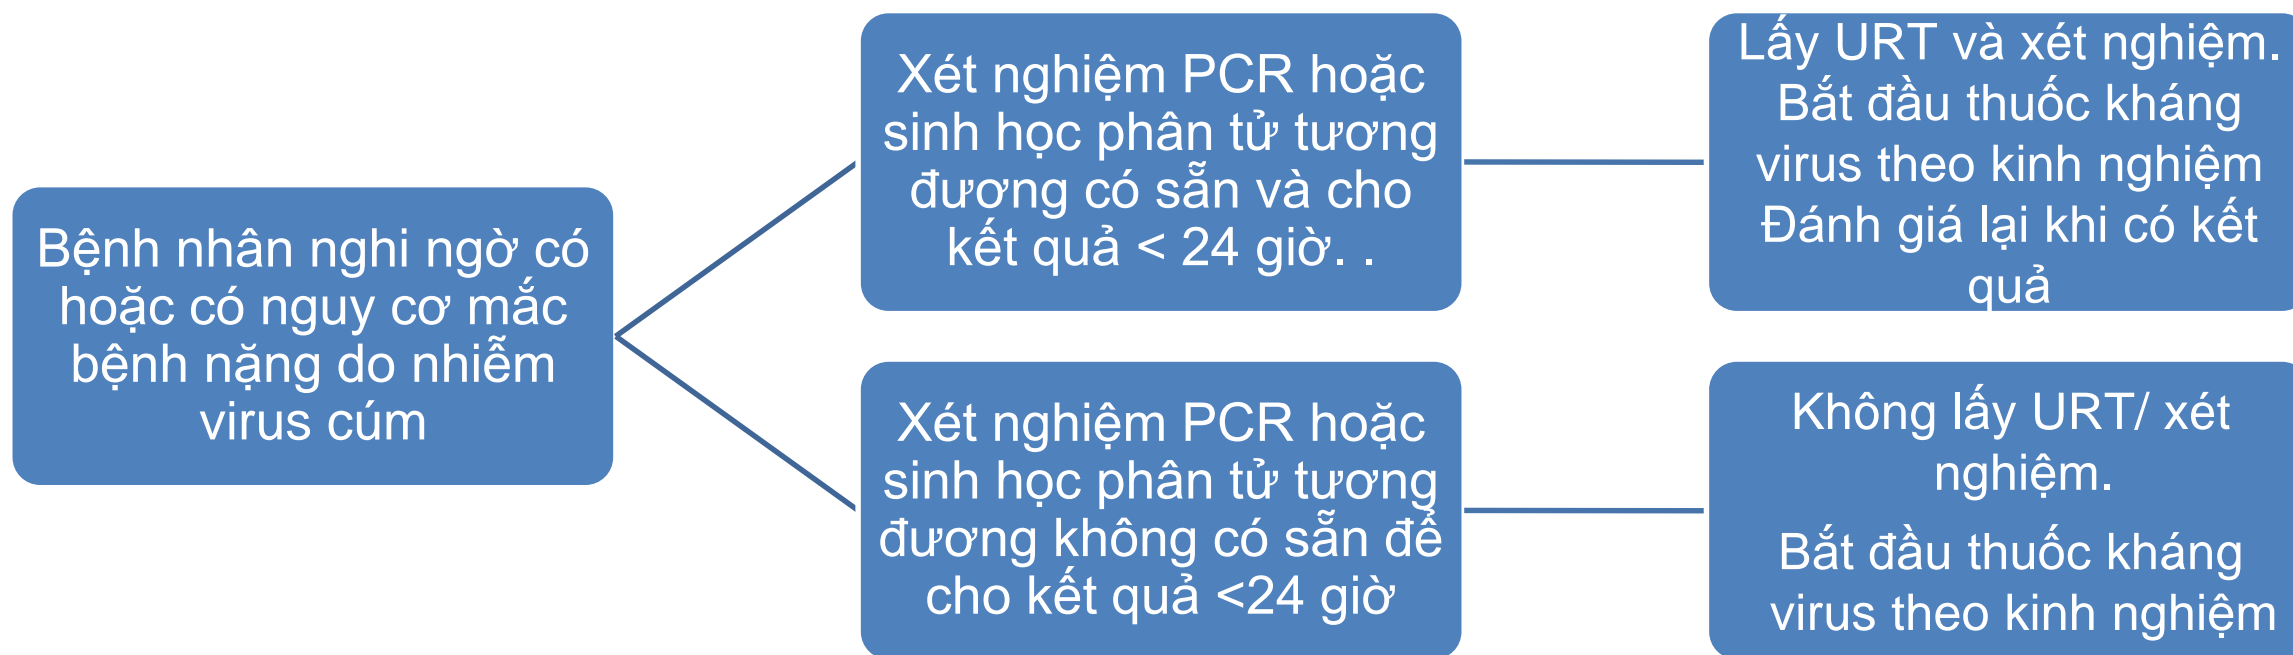 Bệnh nhân nghi ngờ có
hoặc có nguy cơ mắc
bệnh nặng do nhiễm
virus cúm
Xét nghiệm PCR hoặc
sinh học phân tử tương
đương có sẵn và cho
kết quả < 24 giờ. .
Lấy URT và xét nghiệm.
Bắt đầu thuốc kháng
virus theo kinh nghiệm
Đánh giá lại khi có kết
quả
Xét nghiệm PCR hoặc
sinh học phân tử tương
đương không có sẵn để
cho kết quả <24 giờ
Không lấy URT/ xét
nghiệm.
Bắt đầu thuốc kháng
virus theo kinh nghiệm